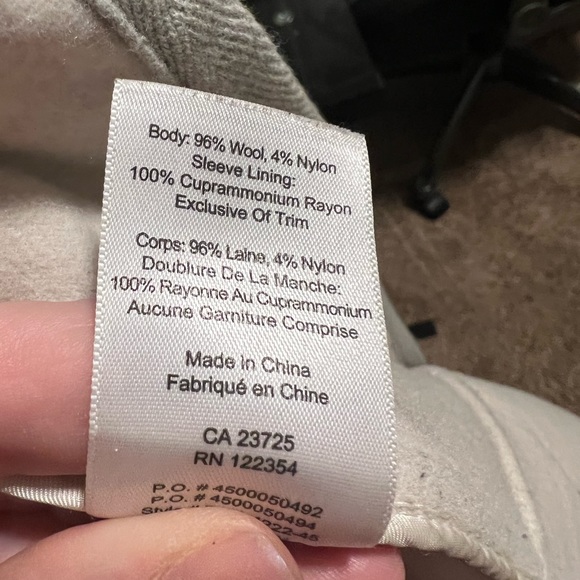 Body: 96% Wool, 4% Nylon
Sleeve Lining:
100% Cuprammonium Rayon
Exclusive Of Trim
Corps: 96% Laine, 4% Nylon
Doublure De La Manche:
100% Rayonne Au Cuprammonium
Aucune Garniture Comprise
Made In China
Fabriqué en Chine
CA 23725
RN 122354
P.O. # 4500050492
P.O. # 4500050494